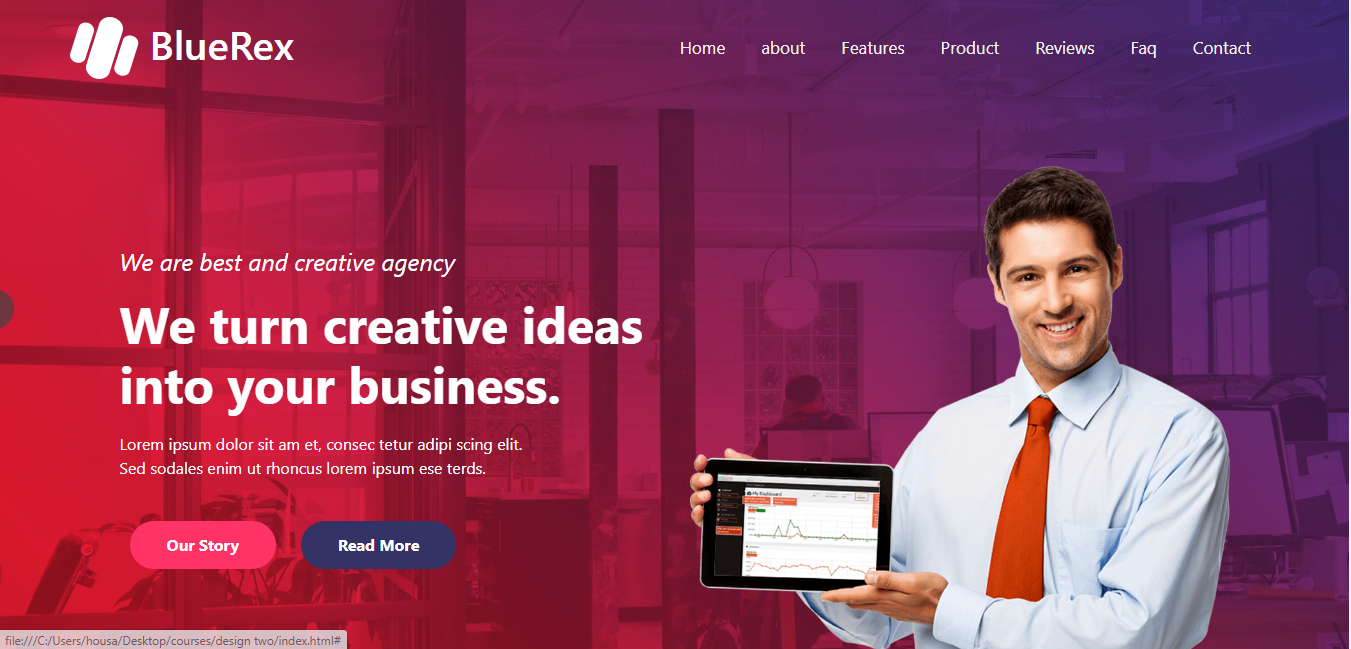 BlueRex
Home about Features Product Reviews Faq Contact
We are best and creative agency
We turn creative ideas
into your business.
Lorem ipsum dolor sit am et, consec tetur adipi scing elit.
Sed sodales enim ut rhoncus lorem ipsum ese terds.
My Dashboard
Our Story Read More
file:///C:/Users/housa/Desktop/courses/design two/index.html#